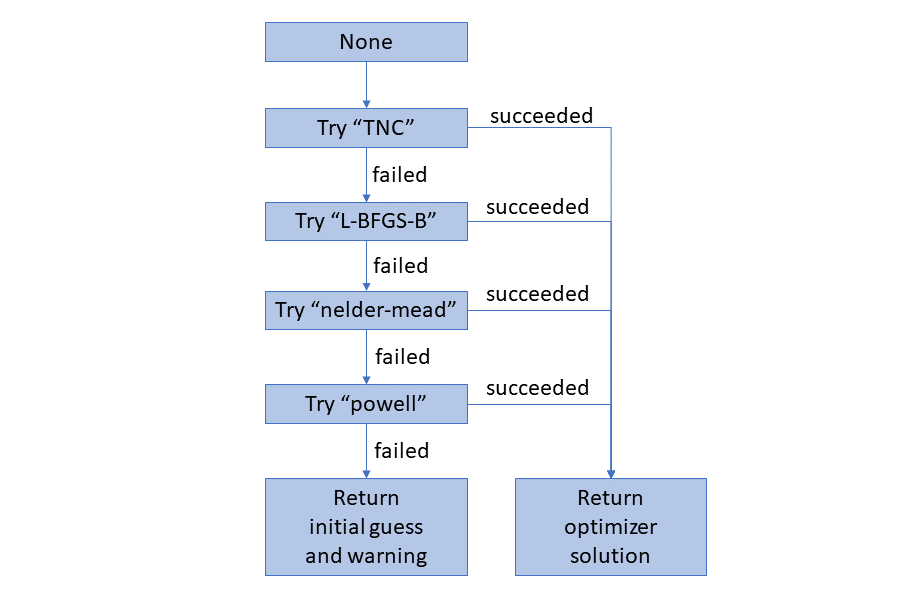 None
Try “TNC”
succeeded
failed
Try “L-BFGS-B”
succeeded
failed
Try “nelder-mead”
succeeded
failed
Try “powell”
succeeded
failed
Return
initial guess
and warning
Return
optimizer
solution